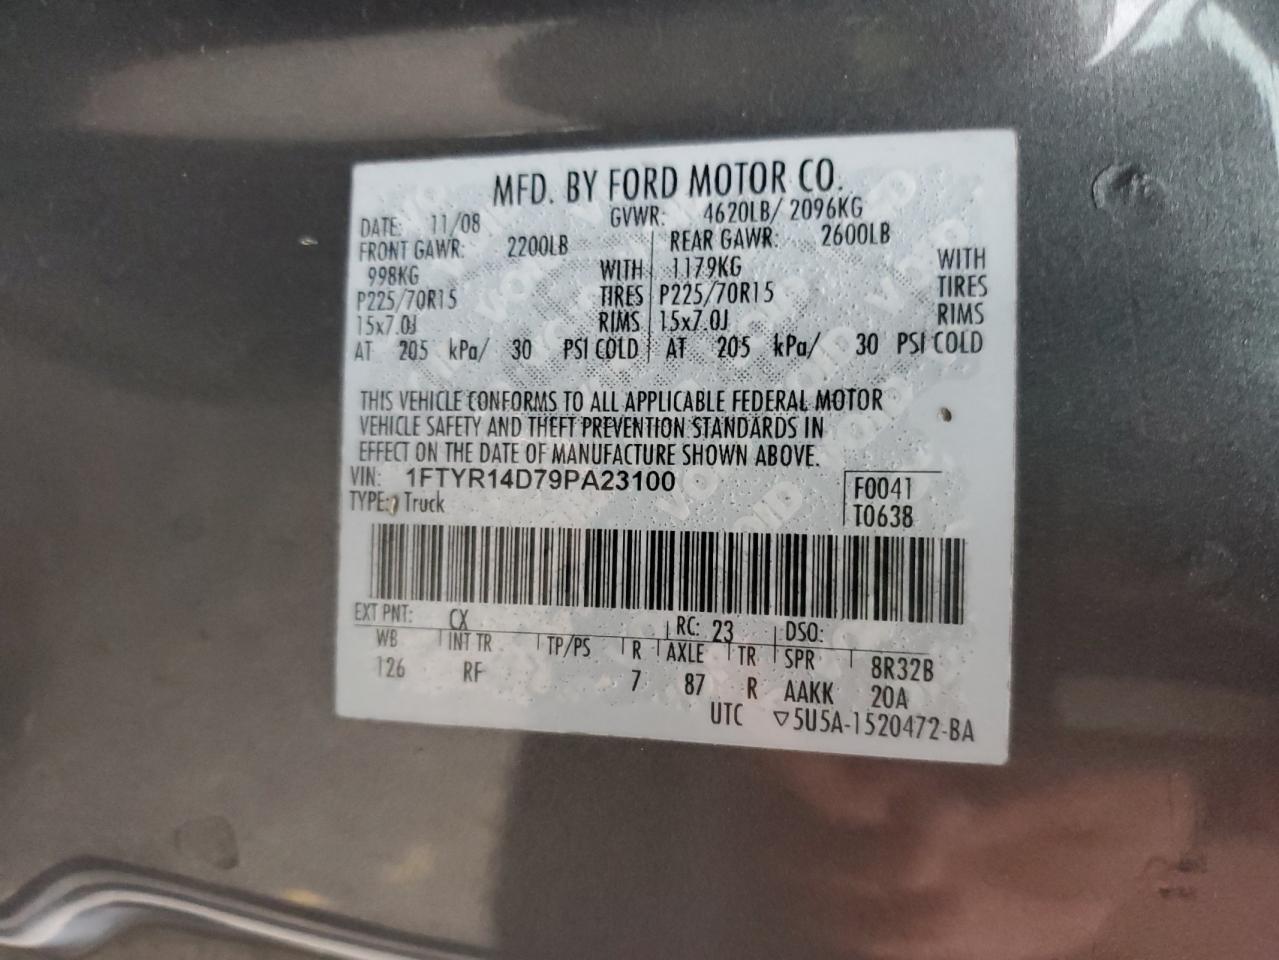 MFD. BY FORD MOTOR CO.
DATE: 11/08 GVWR: 4620LB/ 2096KG
FRONT GAWR: 2200LB REAR GAWR: 2600LB
998KG WITH 1179KG WITH
P225/70R15 TIRES P225/70R15 TIRES
15x7.0J RIMS 15x7.0J RIMS
AT 205 kPa/ 30 PSI COLD AT 205 kPa/ 30 PSI COLD
THIS VEHICLE CONFORMS TO ALL APPLICABLE FEDERAL MOTOR
VEHICLE SAFETY AND THEFT PREVENTION STANDARDS IN
EFFECT ON THE DATE OF MANUFACTURE SHOWN ABOVE.
VIN: 1FTYR14D79PA23100 F0041
TYPE: Truck T0638
EXT PNT: CX RC: 23 DSO:
WB INT TR TP/PS R AXLE TR SPR 8R32B
126 RF 7 87 R AAKK 20A
UTC ▽5U5A-1520472-BA